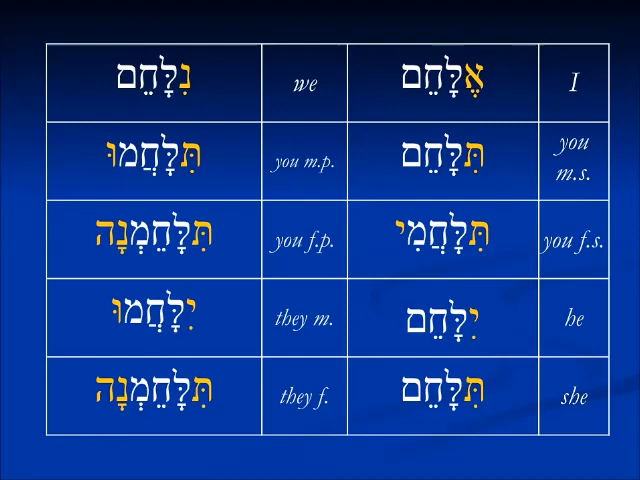 I אֶלָּחֵם we נִלָּחֵם
you m.s. תִּלָּחֵם you m.p. תִּלָּחֲמוּ
you f.s. תִּלָּחֲמִי you f.p. תִּלָּחֵמְנָה
he יִלָּחֵם they m. יִלָּחֲמוּ
she תִּלָּחֵם they f. תִּלָּחֵמְנָה